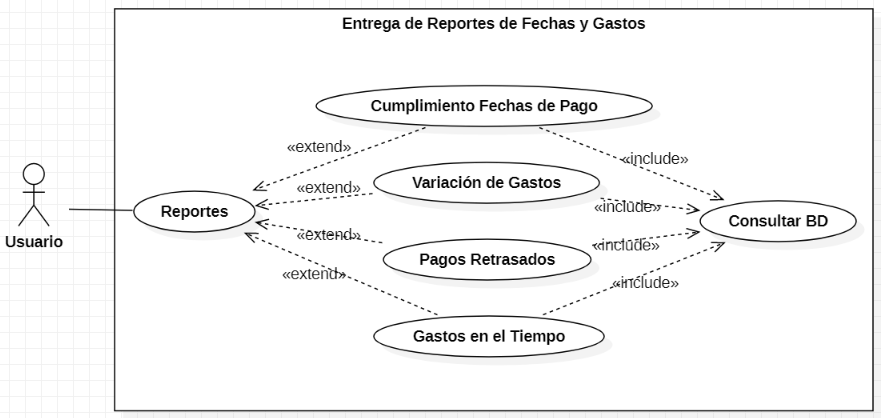 Entrega de Reportes de Fechas y Gastos
Cumplimiento Fechas de Pago
«extend»
«include»
«extend»
Variación de Gastos
«include»
Reportes
Consultar BD
Usuario
«extend»
«include»
Pagos Retrasados
«extend»
«include»
Gastos en el Tiempo